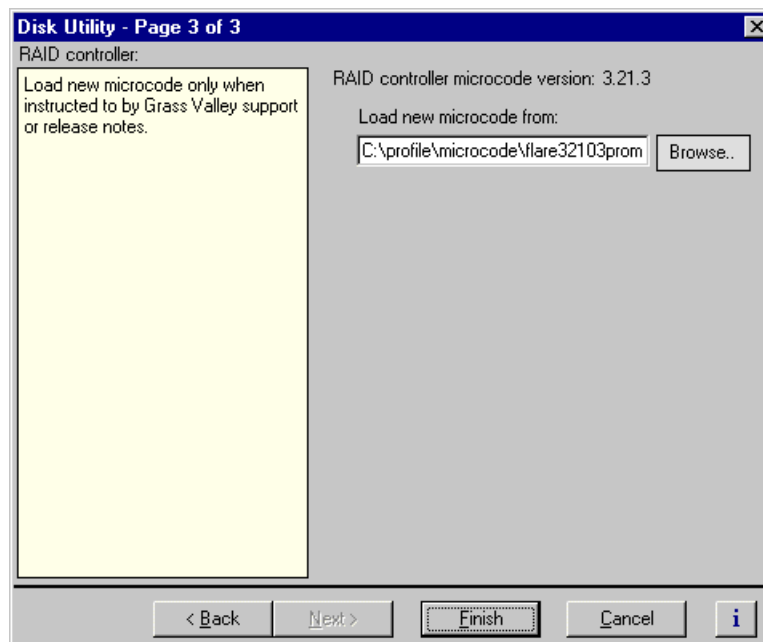 Disk Utility - Page 3 of 3
RAID controller:
Load new microcode only when
instructed to by Grass Valley support
or release notes.
RAID controller microcode version: 3.21.3
Load new microcode from:
C:\profile\microcode\flare32103prom
Browse..
< Back
Next >
Finish
Cancel
i